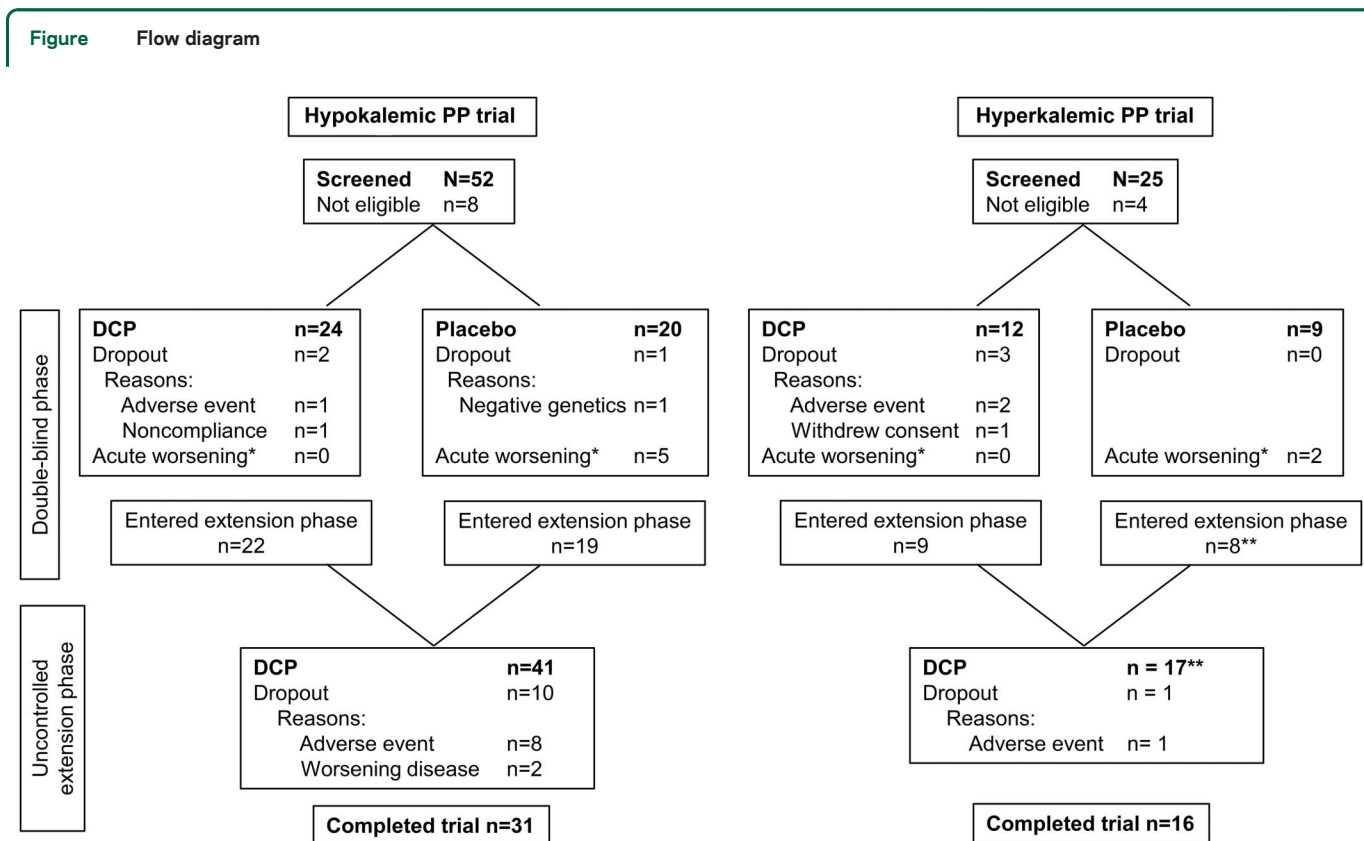 Figure Flow diagram
Hypokalemic PP trial
Screened N=52
Not eligible n=8
DCP n=24
Dropout n=2
Reasons:
Adverse event n=1
Noncompliance n=1
Acute worsening* n=0
Placebo n=20
Dropout n=1
Reasons:
Negative genetics n=1
Acute worsening* n=5
Entered extension phase
n=22
Entered extension phase
n=19
DCP n=41
Dropout n=10
Reasons:
Adverse event n=8
Worsening disease n=2
Completed trial n=31
Hyperkalemic PP trial
Screened N=25
Not eligible n=4
DCP n=12
Dropout n=3
Reasons:
Adverse event n=2
Withdrew consent n=1
Acute worsening* n=0
Placebo n=9
Dropout n=0
Acute worsening* n=2
Entered extension phase
n=9
Entered extension phase
n=8**
DCP n = 17**
Dropout n = 1
Reasons:
Adverse event n= 1
Completed trial n=16
Double-blind phase
Uncontrolled
extension phase